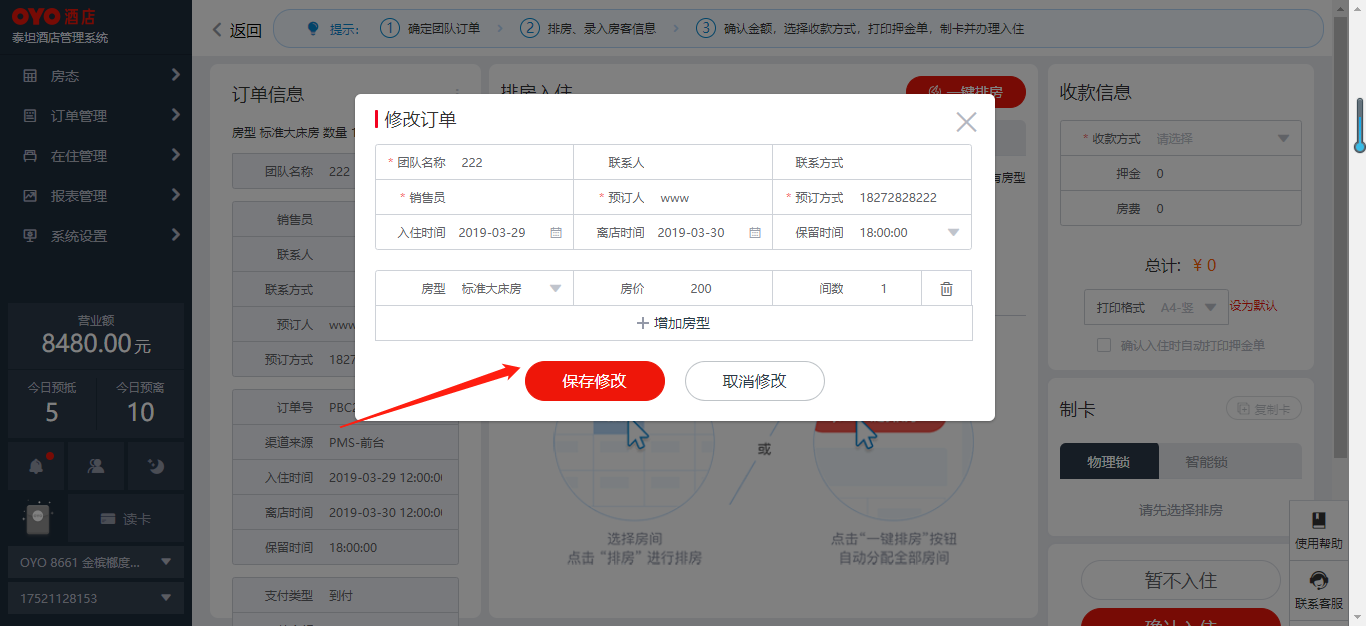 OYO 酒店
泰坦酒店管理系统
房态
订单管理
在住管理
报表管理
系统设置
营业额
8480.00元
今日预抵
5
今日预离
10
读卡
OYO 8661 金槟榔度...
17521128153
返回
提示:
1 确定团队订单
2 排房、录入房客信息
3 确认金额，选择收款方式，打印押金单，制卡并办理入住
订单信息
房型 标准大床房 数量 1
团队名称 222
销售员
联系人
联系方式
预订人 www
预订方式 1827
订单号 PBC
渠道来源 PMS-前台
入住时间 2019-03-29 12:00:0
离店时间 2019-03-30 12:00:0
保留时间 18:00:00
支付类型 到付
排房入住
一键排房
有房型
修改订单
* 团队名称 222
联系人
联系方式
* 销售员
* 预订人 www
* 预订方式 18272828222
入住时间 2019-03-29
离店时间 2019-03-30
保留时间 18:00:00
房型 标准大床房
房价 200
间数 1
增加房型
保存修改
取消修改
或
选择房间
点击 “排房” 进行排房
点击“一键排房”按钮
自动分配全部房间
收款信息
* 收款方式 请选择
押金 0
房费 0
总计: ¥ 0
打印格式 A4-竖
设为默认
确认入住时自动打印押金单
制卡
复制卡
物理锁
智能锁
请先选择排房
暂不入住
确认入住
使用帮助
联系客服